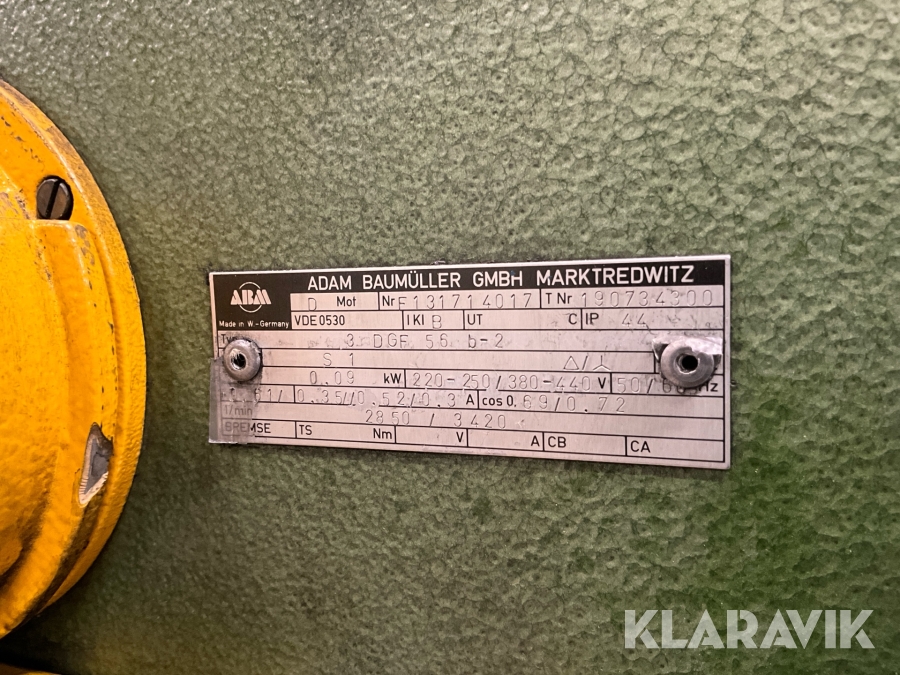 ADAM BAUMÜLLER GMBH MARKTREDWITZ
ABM
Made in W.-Germany
D Mot Nr F131714017 T Nr 190734300
VDE 0530 IKl B UT C IP 44
3 DGF 56 b-2
S 1 △/Y
0.09 kW 220-250/380-440 V 50/60 Hz
0.61/0.35//0.52/0.3 A cos 0.69/0.72
1/min 2850 / 3420
BREMSE TS Nm V A CB CA
KLARAVIK